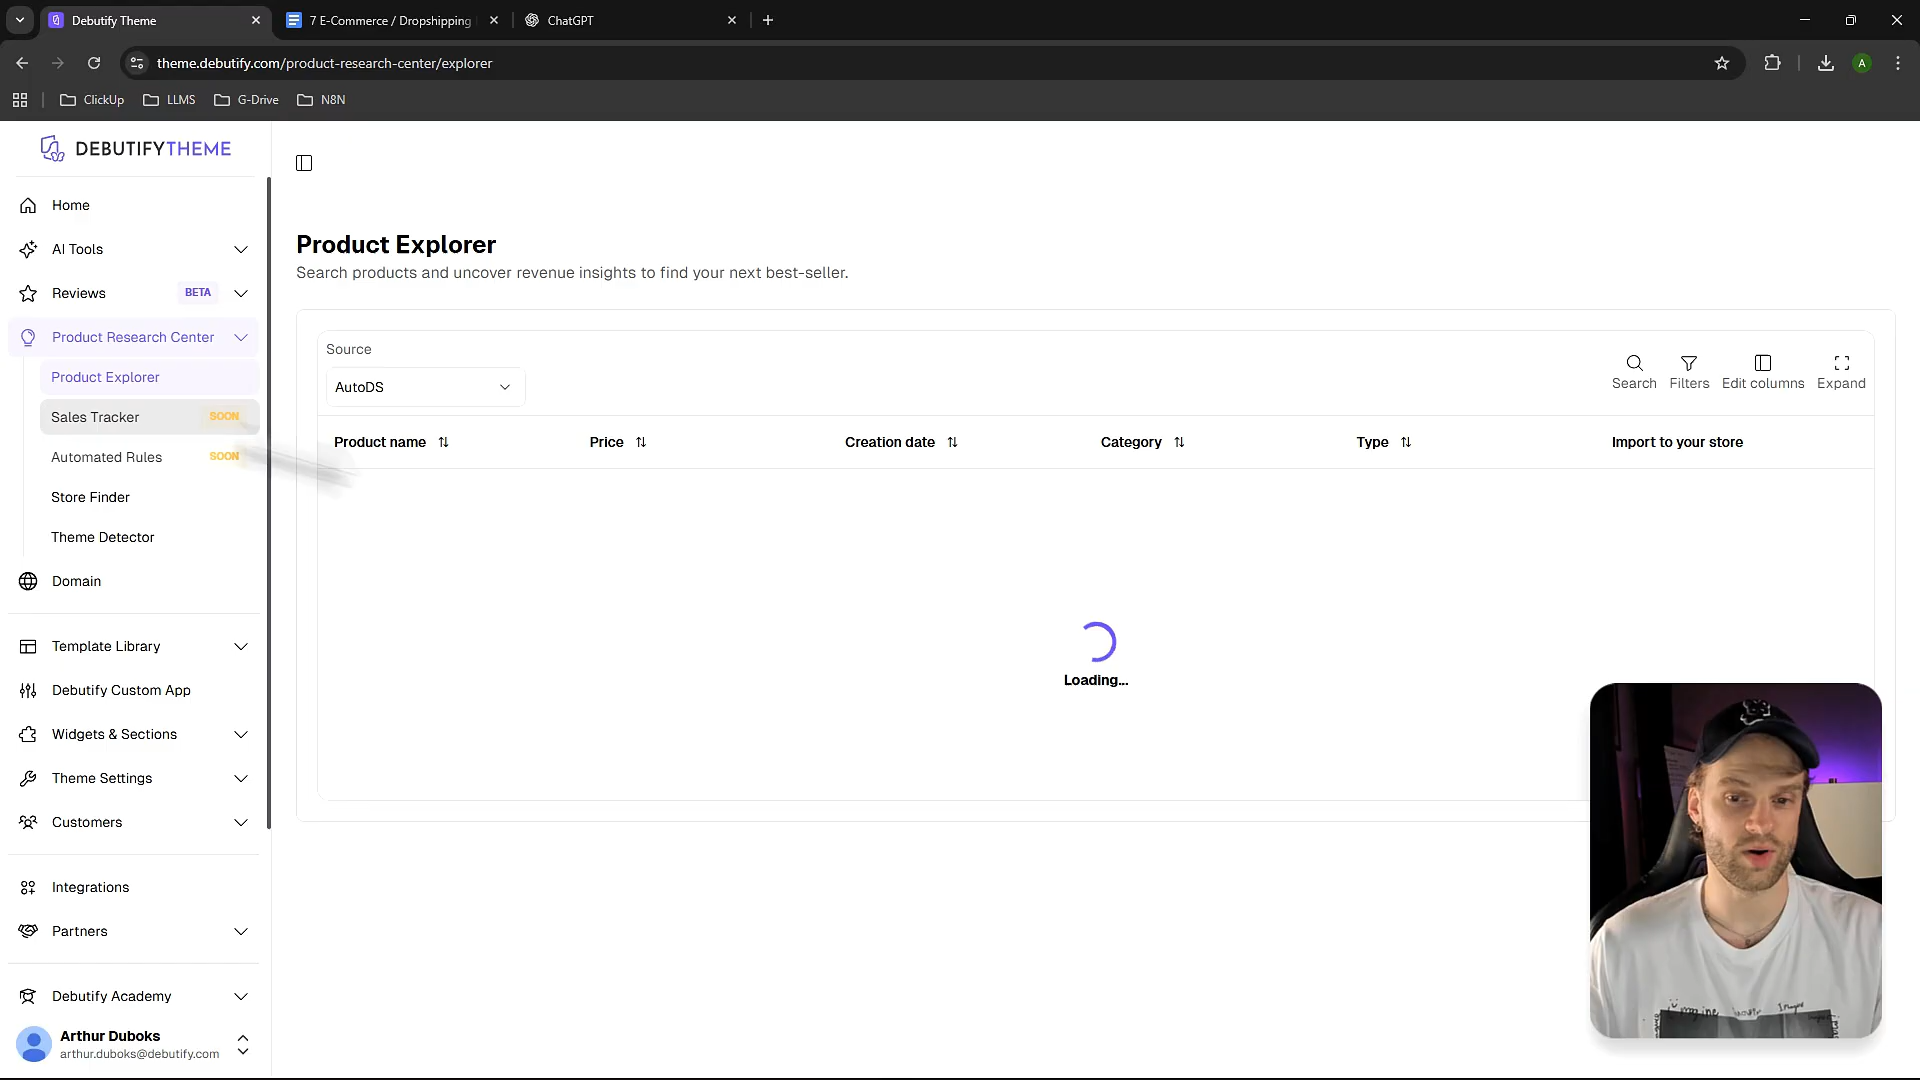 Debutify Theme
7 E-Commerce / Dropshipping
ChatGPT
theme.debutify.com/product-research-center/explorer
A
ClickUp
LLMS
G-Drive
N8N
DEBUTIFYTHEME
Home
AI Tools
Reviews BETA
Product Research Center
Product Explorer
Sales Tracker SOON
Automated Rules SOON
Store Finder
Theme Detector
Domain
Template Library
Debutify Custom App
Widgets & Sections
Theme Settings
Customers
Integrations
Partners
Debutify Academy
Arthur Duboks
arthur.duboks@debutify.com
Product Explorer
Search products and uncover revenue insights to find your next best-seller.
Source
AutoDS
Search
Filters
Edit columns
Expand
Product name
Price
Creation date
Category
Type
Import to your store
Loading...